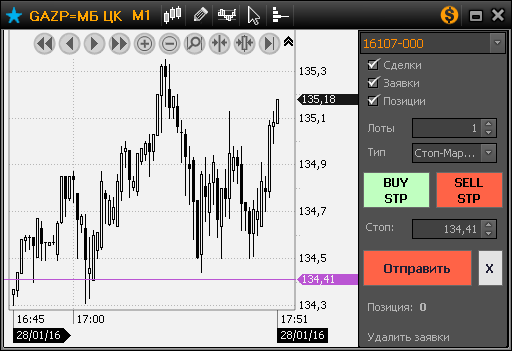 GAZP=МБ ЦК M1
16107-000
Сделки
Заявки
Позиции
Лоты 1
Тип Стоп-Мар...
BUY STP
SELL STP
Стоп: 134,41
Отправить X
Позиция: 0
Удалить заявки
135,3
135,18
135,1
134,9
134,7
134,5
134,41
134,3
16:45 17:00 17:51
28/01/16 28/01/16